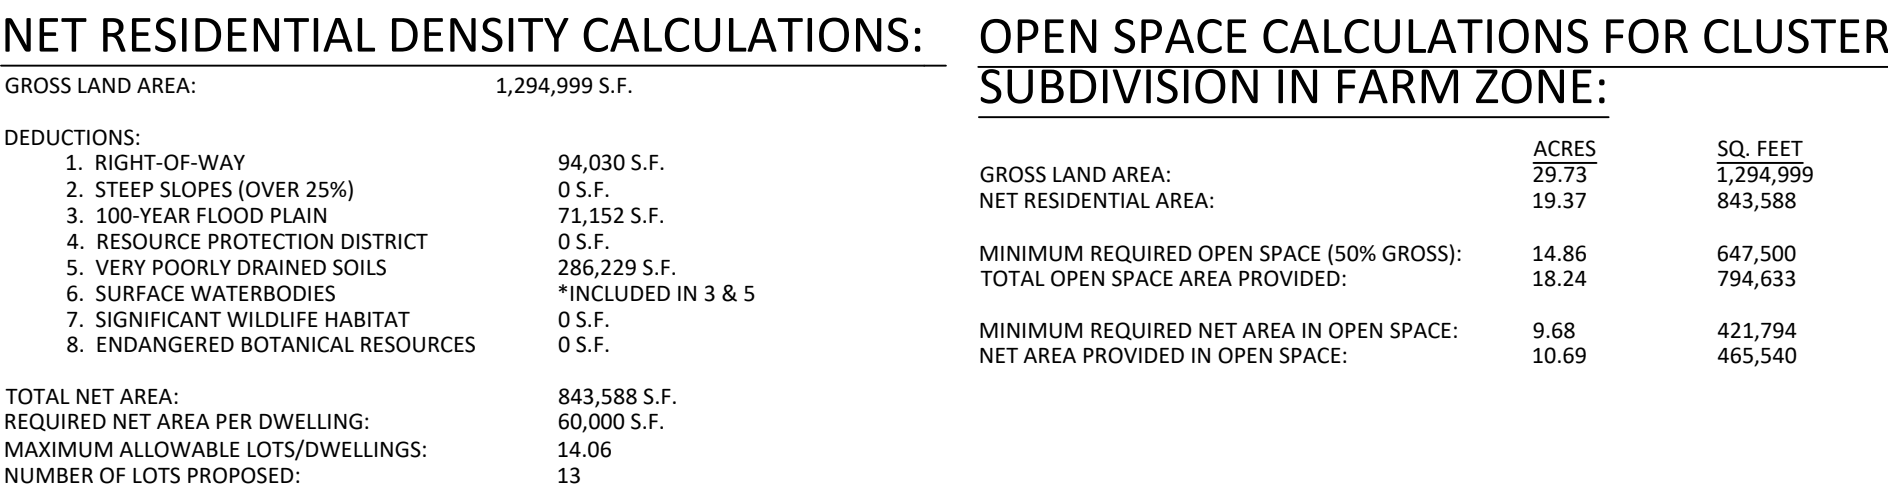 NET RESIDENTIAL DENSITY CALCULATIONS:
GROSS LAND AREA: 1,294,999 S.F.
DEDUCTIONS:
1. RIGHT-OF-WAY 94,030 S.F.
2. STEEP SLOPES (OVER 25%) 0 S.F.
3. 100-YEAR FLOOD PLAIN 71,152 S.F.
4. RESOURCE PROTECTION DISTRICT 0 S.F.
5. VERY POORLY DRAINED SOILS 286,229 S.F.
6. SURFACE WATERBODIES *INCLUDED IN 3 & 5
7. SIGNIFICANT WILDLIFE HABITAT 0 S.F.
8. ENDANGERED BOTANICAL RESOURCES 0 S.F.
TOTAL NET AREA: 843,588 S.F.
REQUIRED NET AREA PER DWELLING: 60,000 S.F.
MAXIMUM ALLOWABLE LOTS/DWELLINGS: 14.06
NUMBER OF LOTS PROPOSED: 13
OPEN SPACE CALCULATIONS FOR CLUSTER
SUBDIVISION IN FARM ZONE:
ACRES SQ. FEET
GROSS LAND AREA: 29.73 1,294,999
NET RESIDENTIAL AREA: 19.37 843,588
MINIMUM REQUIRED OPEN SPACE (50% GROSS): 14.86 647,500
TOTAL OPEN SPACE AREA PROVIDED: 18.24 794,633
MINIMUM REQUIRED NET AREA IN OPEN SPACE: 9.68 421,794
NET AREA PROVIDED IN OPEN SPACE: 10.69 465,540